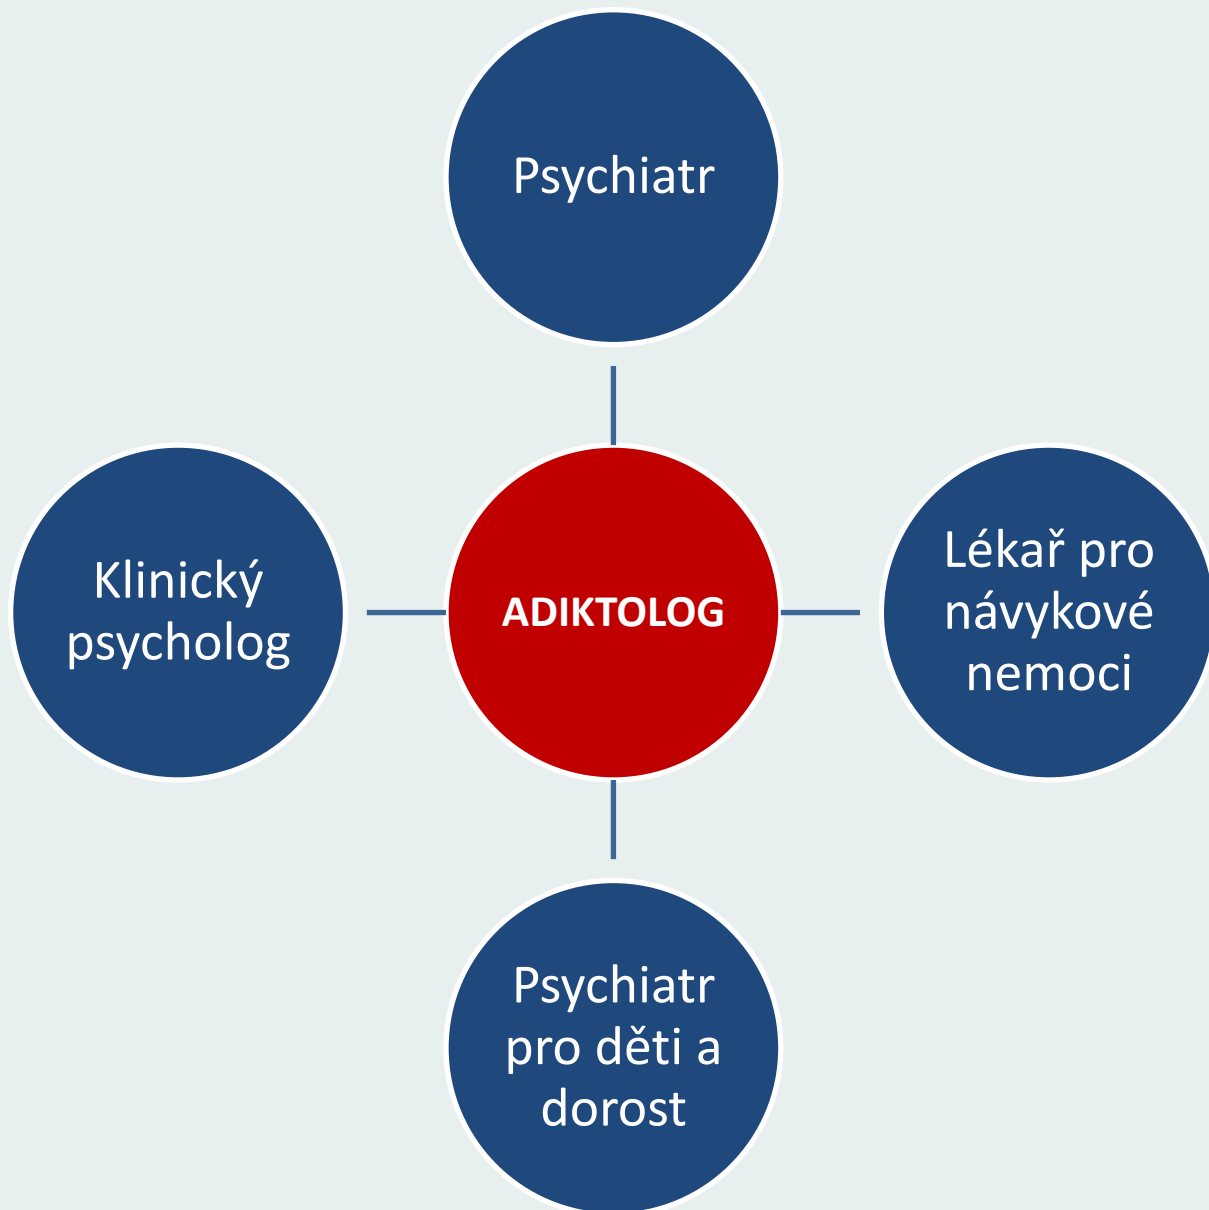 Psychiatr
Klinický
psycholog
ADIKTOLOG
Lékař pro
návykové
nemoci
Psychiatr
pro děti a
dorost